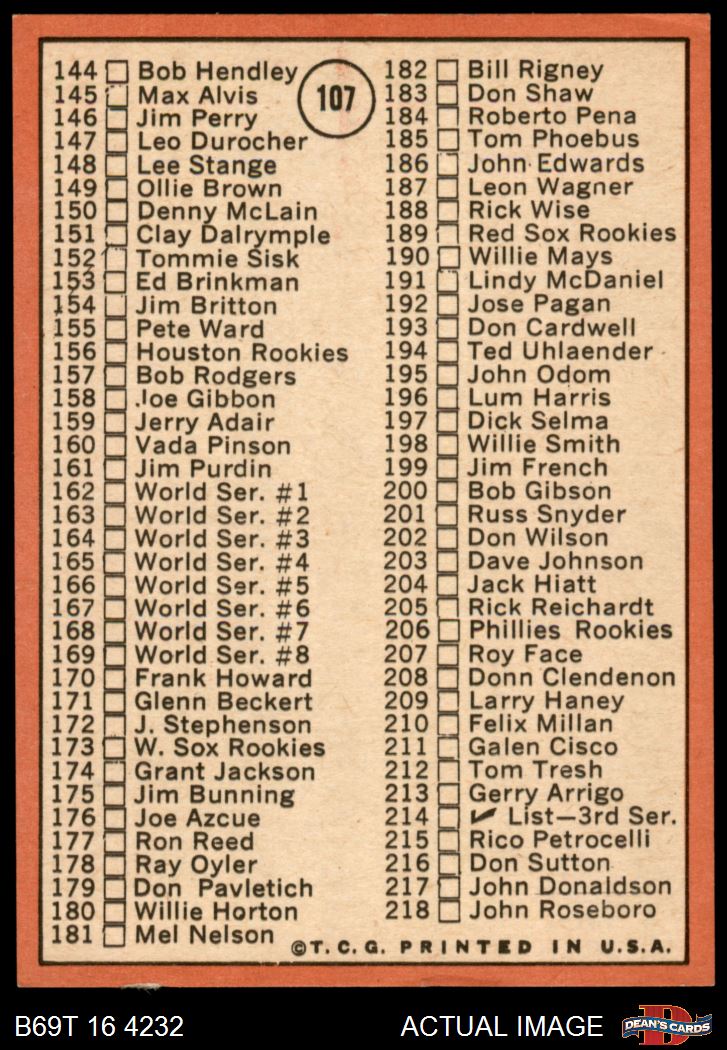 144 Bob Hendley
145 Max Alvis
146 Jim Perry
147 Leo Durocher
148 Lee Stange
149 Ollie Brown
150 Denny McLain
151 Clay Dalrymple
152 Tommie Sisk
153 Ed Brinkman
154 Jim Britton
155 Pete Ward
156 Houston Rookies
157 Bob Rodgers
158 Joe Gibbon
159 Jerry Adair
160 Vada Pinson
161 Jim Purdin
162 World Ser. #1
163 World Ser. #2
164 World Ser. #3
165 World Ser. #4
166 World Ser. #5
167 World Ser. #6
168 World Ser. #7
169 World Ser. #8
170 Frank Howard
171 Glenn Beckert
172 J. Stephenson
173 W. Sox Rookies
174 Grant Jackson
175 Jim Bunning
176 Joe Azcue
177 Ron Reed
178 Ray Oyler
179 Don Pavletich
180 Willie Horton
181 Mel Nelson
107
182 Bill Rigney
183 Don Shaw
184 Roberto Pena
185 Tom Phoebus
186 John Edwards
187 Leon Wagner
188 Rick Wise
189 Red Sox Rookies
190 Willie Mays
191 Lindy McDaniel
192 Jose Pagan
193 Don Cardwell
194 Ted Uhlaender
195 John Odom
196 Lum Harris
197 Dick Selma
198 Willie Smith
199 Jim French
200 Bob Gibson
201 Russ Snyder
202 Don Wilson
203 Dave Johnson
204 Jack Hiatt
205 Rick Reichardt
206 Phillies Rookies
207 Roy Face
208 Donn Clendenon
209 Larry Haney
210 Felix Millan
211 Galen Cisco
212 Tom Tresh
213 Gerry Arrigo
214 ✔ List—3rd Ser.
215 Rico Petrocelli
216 Don Sutton
217 John Donaldson
218 John Roseboro
©T.C.G. PRINTED IN U.S.A.
B69T 16 4232
ACTUAL IMAGE
D
DEAN'S CARDS